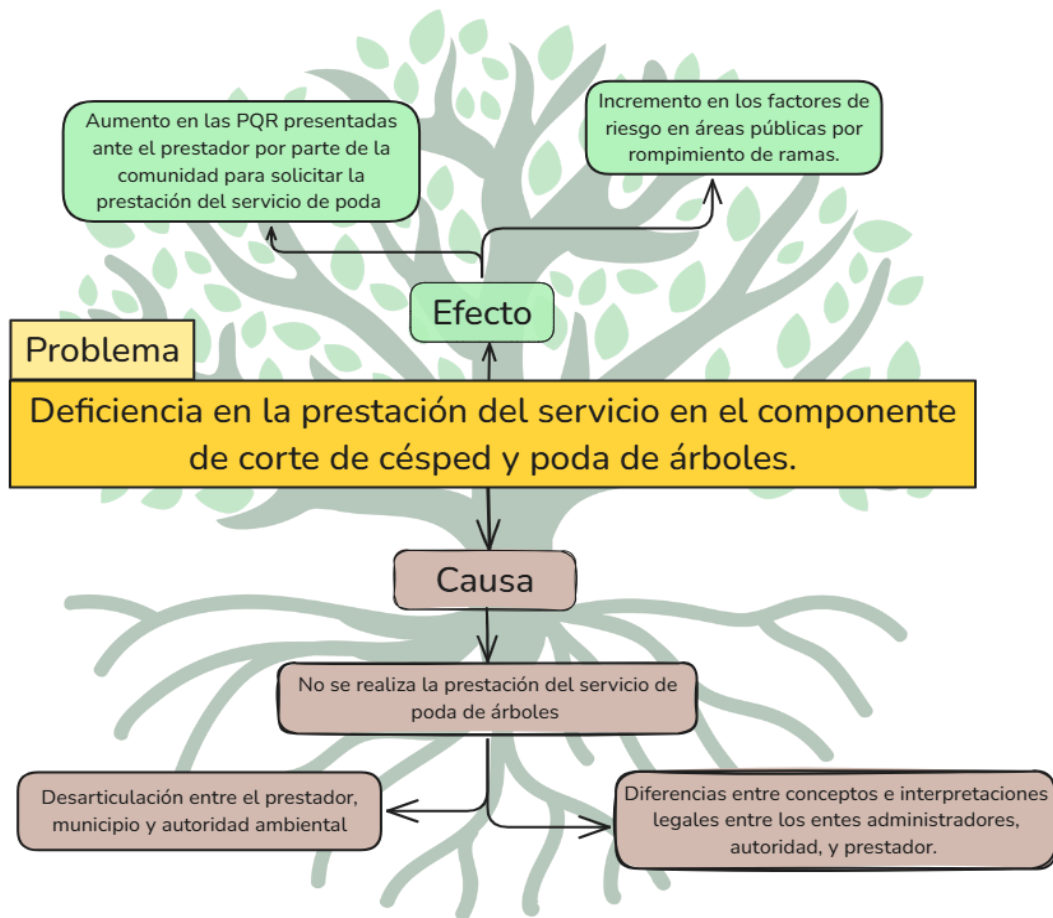 Aumento en las PQR presentadas
ante el prestador por parte de la
comunidad para solicitar la
prestación del servicio de poda
Incremento en los factores de
riesgo en áreas públicas por
rompimiento de ramas.
Efecto
Problema
Deficiencia en la prestación del servicio en el componente
de corte de césped y poda de árboles.
Causa
No se realiza la prestación del servicio de
poda de árboles
Desarticulación entre el prestador,
municipio y autoridad ambiental
Diferencias entre conceptos e interpretaciones
legales entre los entes administradores,
autoridad, y prestador.